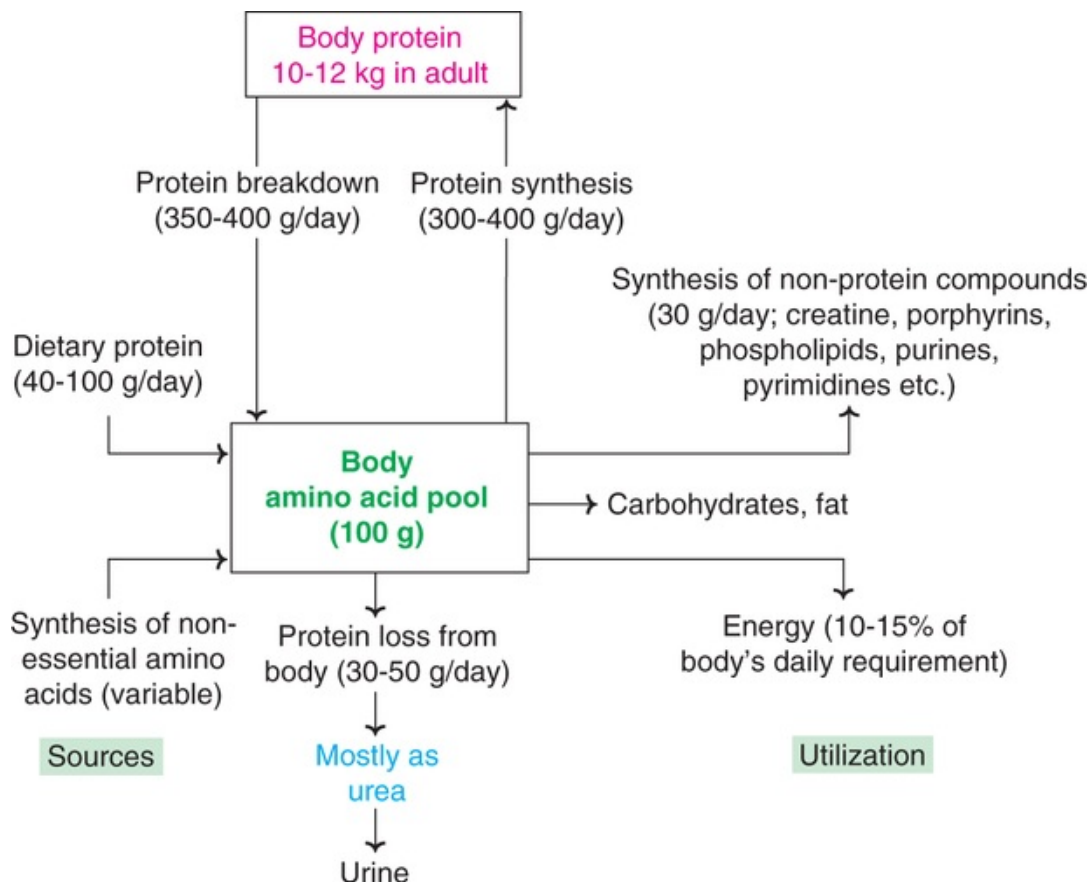 Body protein
10-12 kg in adult
Protein breakdown
(350-400 g/day)
Protein synthesis
(300-400 g/day)
Synthesis of non-protein compounds
(30 g/day; creatine, porphyrins,
phospholipids, purines,
pyrimidines etc.)
Dietary protein
(40-100 g/day)
Body
amino acid pool
(100 g)
Carbohydrates, fat
Synthesis of non-
essential amino
acids (variable)
Protein loss from
body (30-50 g/day)
Energy (10-15% of
body's daily requirement)
Sources
Mostly as
urea
Utilization
Urine